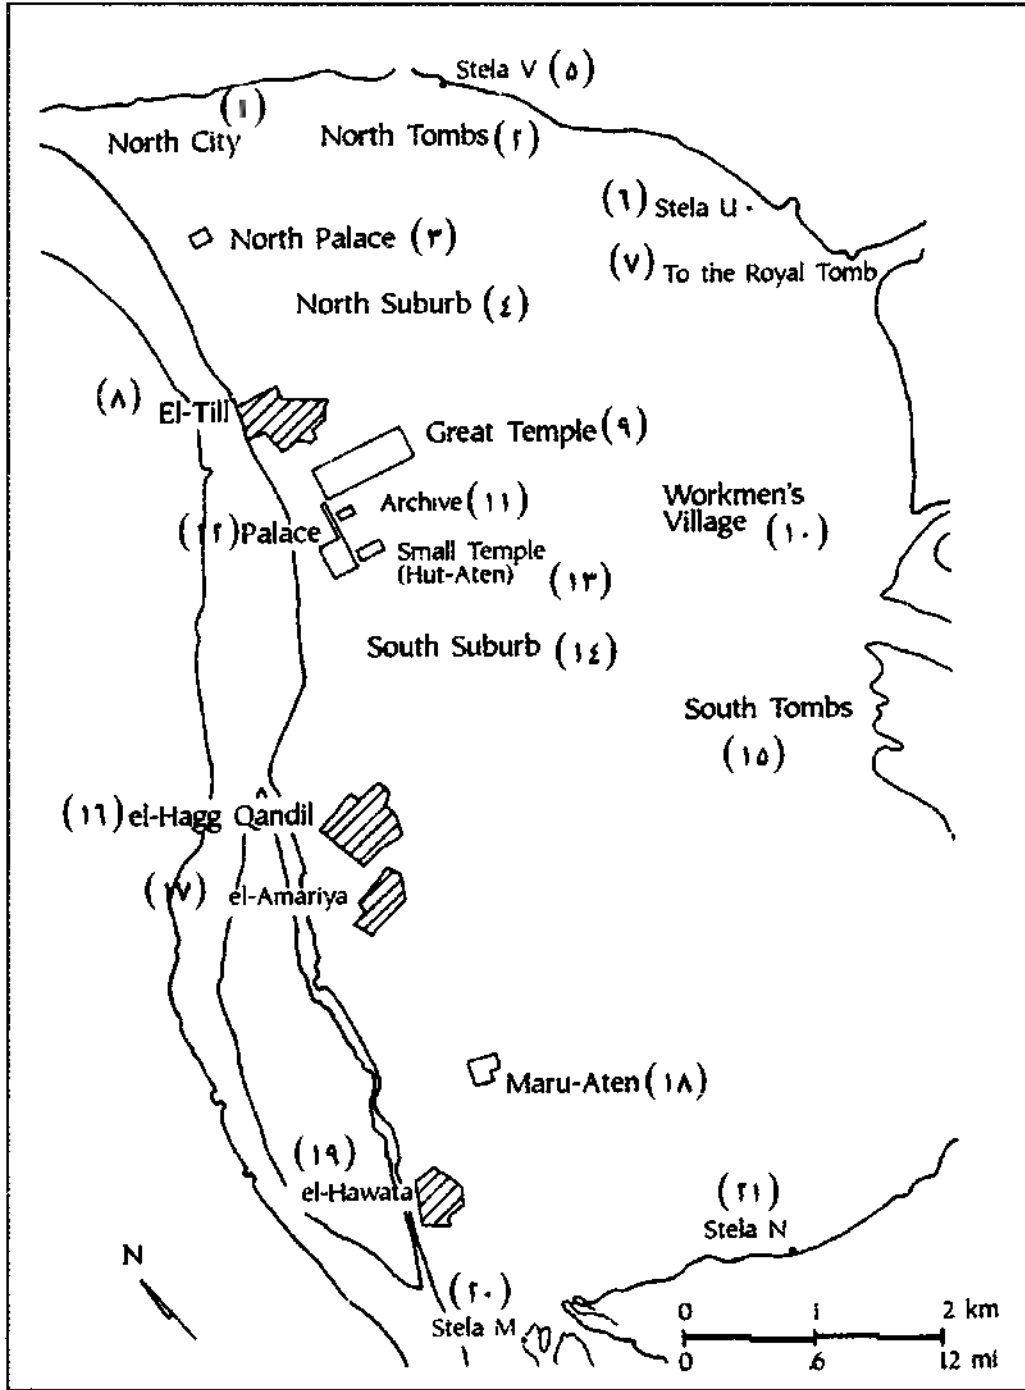 Stela V (٥)
(١)
North City
North Tombs (٢)
(٦) Stela U
North Palace (٣)
(٧) To the Royal Tomb
North Suburb (٤)
(٨) El-Till
Great Temple (٩)
Archive (١١)
Workmen's
Village (١٠)
(١٢) Palace
Small Temple
(Hut-Aten) (١٣)
South Suburb (١٤)
South Tombs
(١٥)
(١٦) el-Hagg Qândil
(١٧) el-Amariya
Maru-Aten (١٨)
(١٩)
el-Hawata
(٢١)
Stela N
N
(٢٠)
Stela M
0 1 2 km
0 .6 1.2 mi